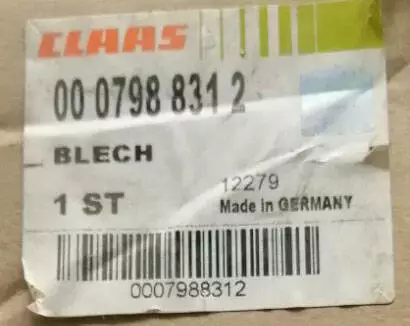 CLAAS
00 0798 831 2
BLECH
12279
1 ST
Made in GERMANY
0007988312